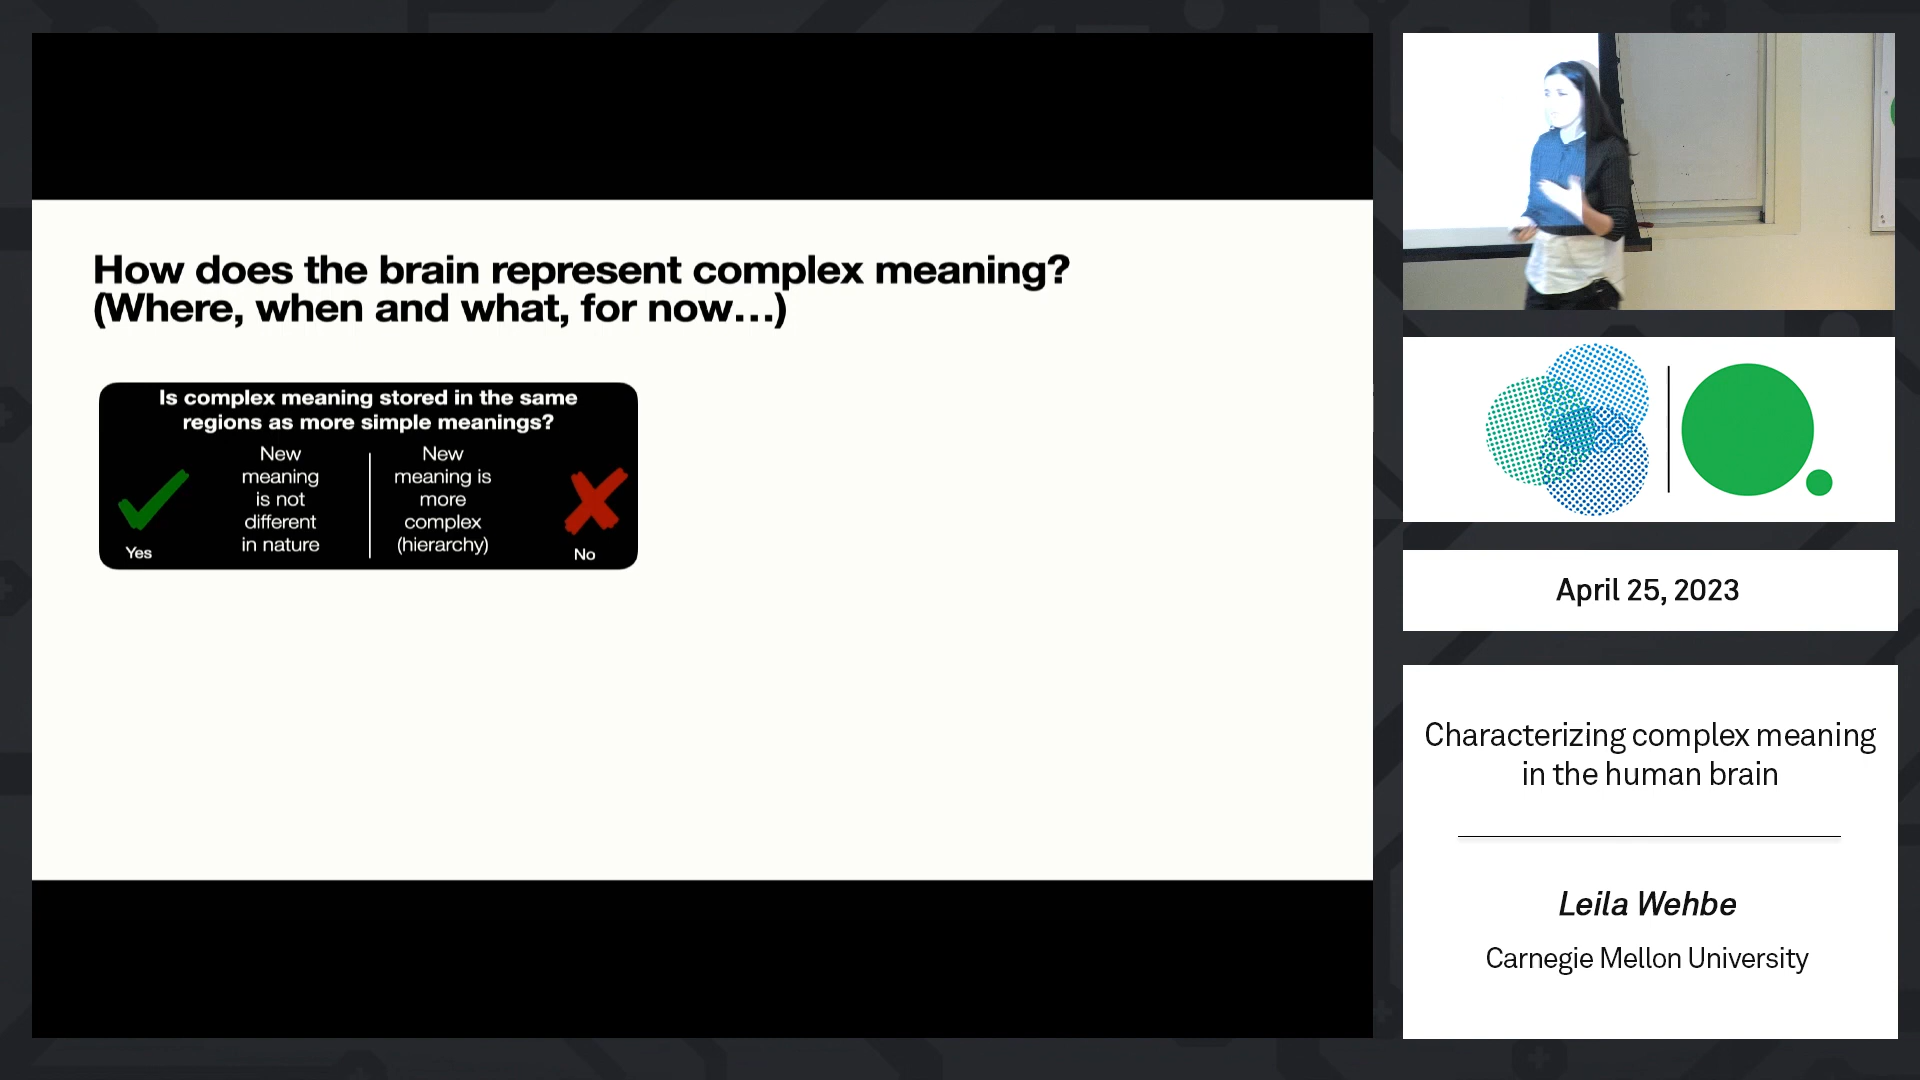 How does the brain represent complex meaning?
(Where, when and what, for now...)
Is complex meaning stored in the same
regions as more simple meanings?
New
meaning
is not
different
in nature
New
meaning is
more
complex
(hierarchy)
Yes
No
April 25, 2023
Characterizing complex meaning
in the human brain
Leila Wehbe
Carnegie Mellon University